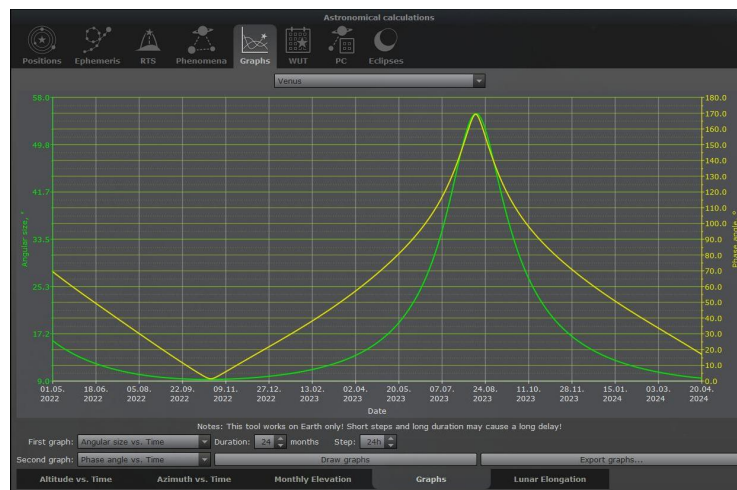 Astronomical calculations
Positions Ephemeris RTS Phenomena Graphs WUT PC Eclipses
Venus
58.0 180.0
170.0
160.0
49.8 150.0
140.0
130.0
41.7 120.0
110.0
100.0
33.5 90.0
80.0
70.0
25.3 60.0
50.0
40.0
17.2 30.0
20.0
10.0
9.0 0.0
Angular size, "
Phase angle, °
01.05. 18.06. 05.08. 22.09. 09.11. 27.12. 13.02. 02.04. 20.05. 07.07. 24.08. 11.10. 28.11. 15.01. 03.03. 20.04.
2022 2022 2022 2022 2022 2022 2023 2023 2023 2023 2023 2023 2023 2024 2024 2024
Date
Notes: This tool works on Earth only! Short steps and long duration may cause a long delay!
First graph: Angular size vs. Time Duration: 24 months Step: 24h
Second graph: Phase angle vs. Time Draw graphs Export graphs...
Altitude vs. Time Azimuth vs. Time Monthly Elevation Graphs Lunar Elongation